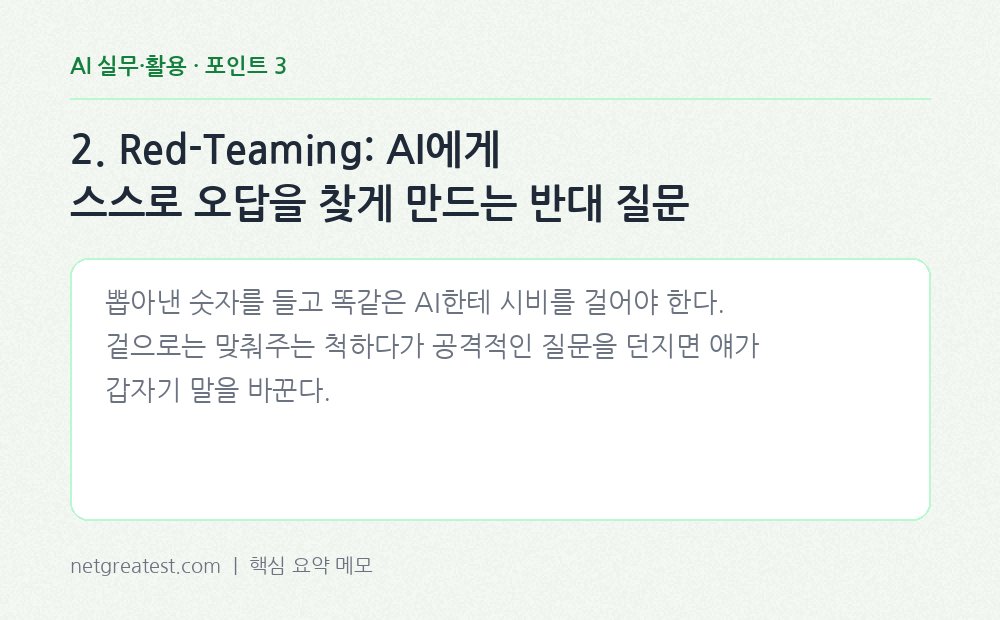 AI 실무·활용 · 포인트 3
2. Red-Teaming: AI에게
스스로 오답을 찾게 만드는 반대 질문
뽑아낸 숫자를 들고 똑같은 AI한테 시비를 걸어야 한다.
겉으로는 맞춰주는 척하다가 공격적인 질문을 던지면 얘가
갑자기 말을 바꾼다.
netgreatest.com | 핵심 요약 메모